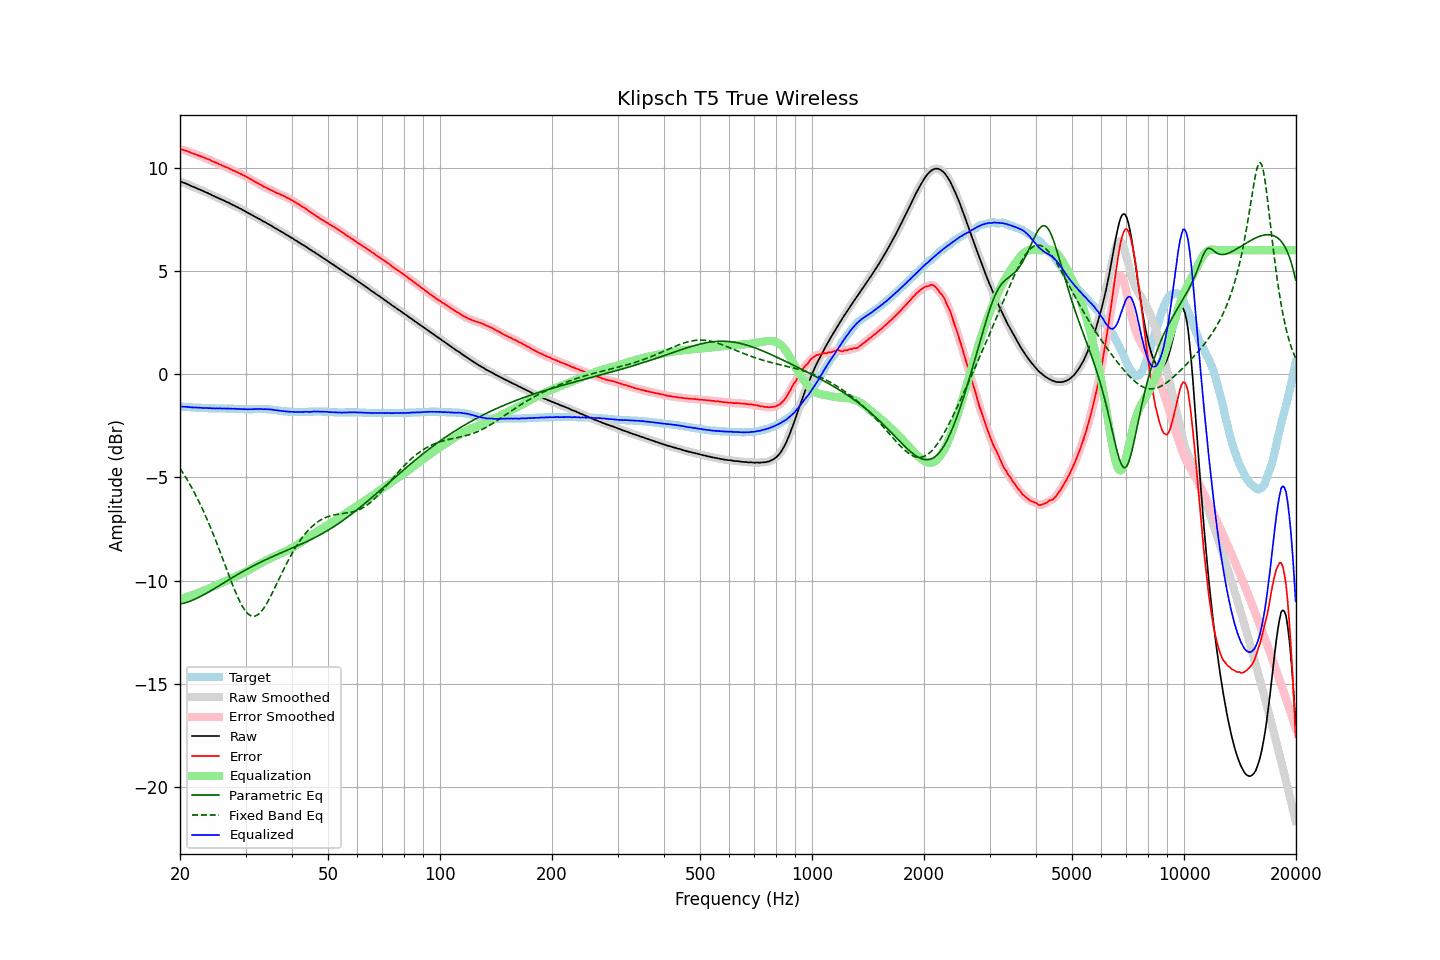 Klipsch T5 True Wireless
Amplitude (dBr)
10
5
0
−5
−10
−15
−20
Target
Raw Smoothed
Error Smoothed
Raw
Error
Equalization
Parametric Eq
Fixed Band Eq
Equalized
20 50 100 200 500 1000 2000 5000 10000 20000
Frequency (Hz)